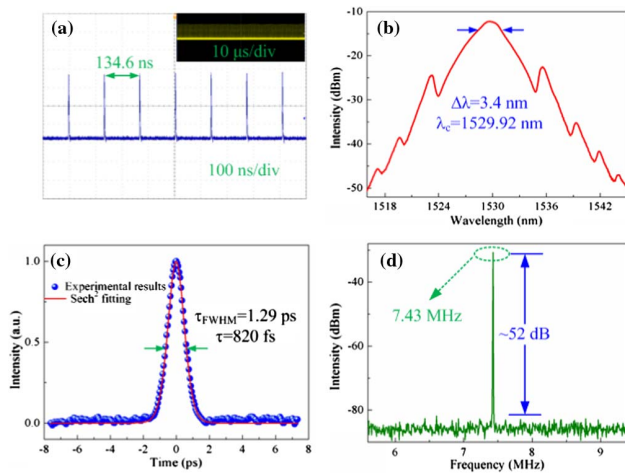 (a)
134.6 ns
10 μs/div
100 ns/div
(b)
-10
-20
-30
-40
-50
Intensity (dBm)
Δλ=3.4 nm
λc=1529.92 nm
1518 1524 1530 1536 1542
Wavelength (nm)
(c)
1.0
0.5
0.0
Intensity (a.u.)
Experimental results
Sech² fitting
τFWHM=1.29 ps
τ=820 fs
-8 -6 -4 -2 0 2 4 6 8
Time (ps)
(d)
-40
-60
-80
Intensity (dBm)
7.43 MHz
~52 dB
6 7 8 9
Frequency (MHz)